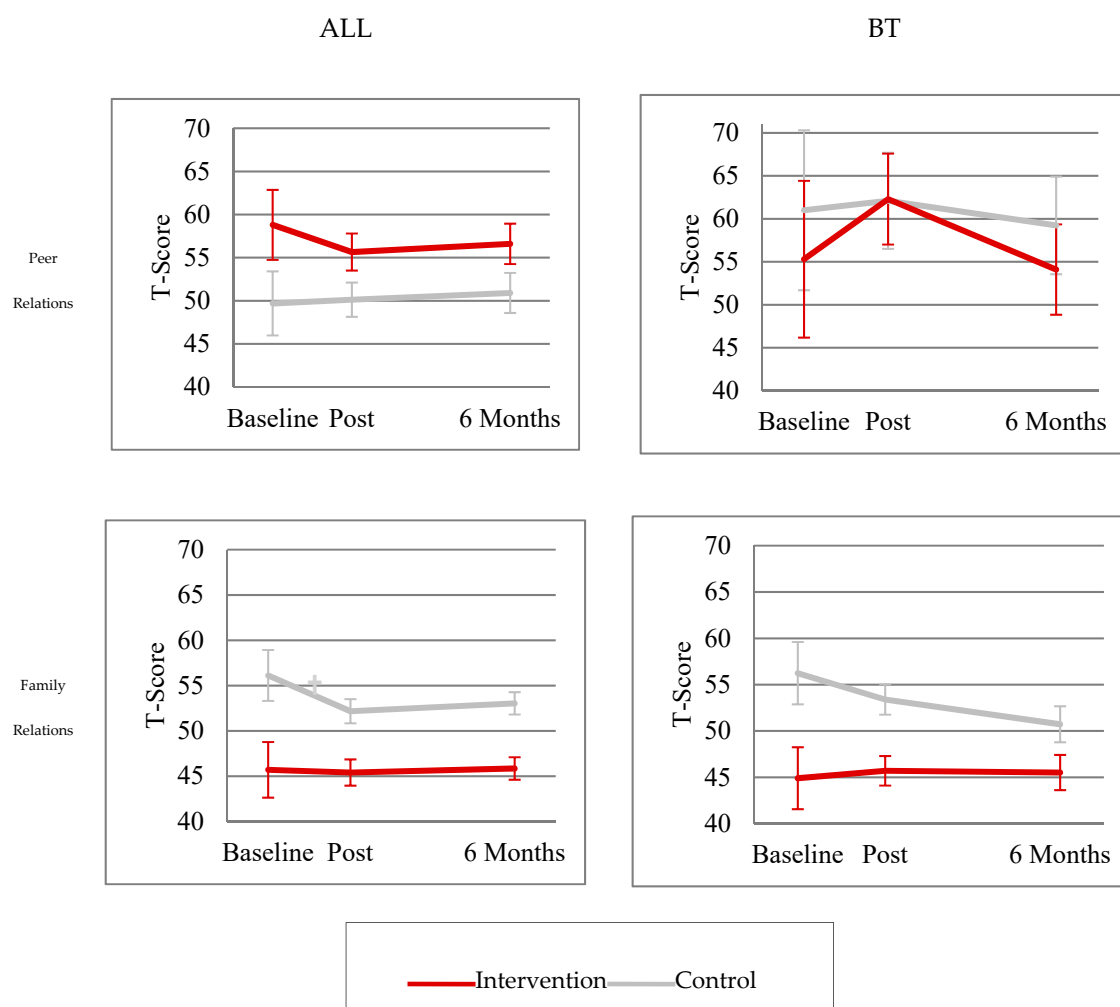 ALL
BT
Peer
Relations
T-Score
70
65
60
55
50
45
40
Baseline Post 6 Months
T-Score
70
65
60
55
50
45
40
Baseline Post 6 Months
Family
Relations
T-Score
70
65
60
55
50
45
40
+
Baseline Post 6 Months
T-Score
70
65
60
55
50
45
40
Baseline Post 6 Months
Intervention Control